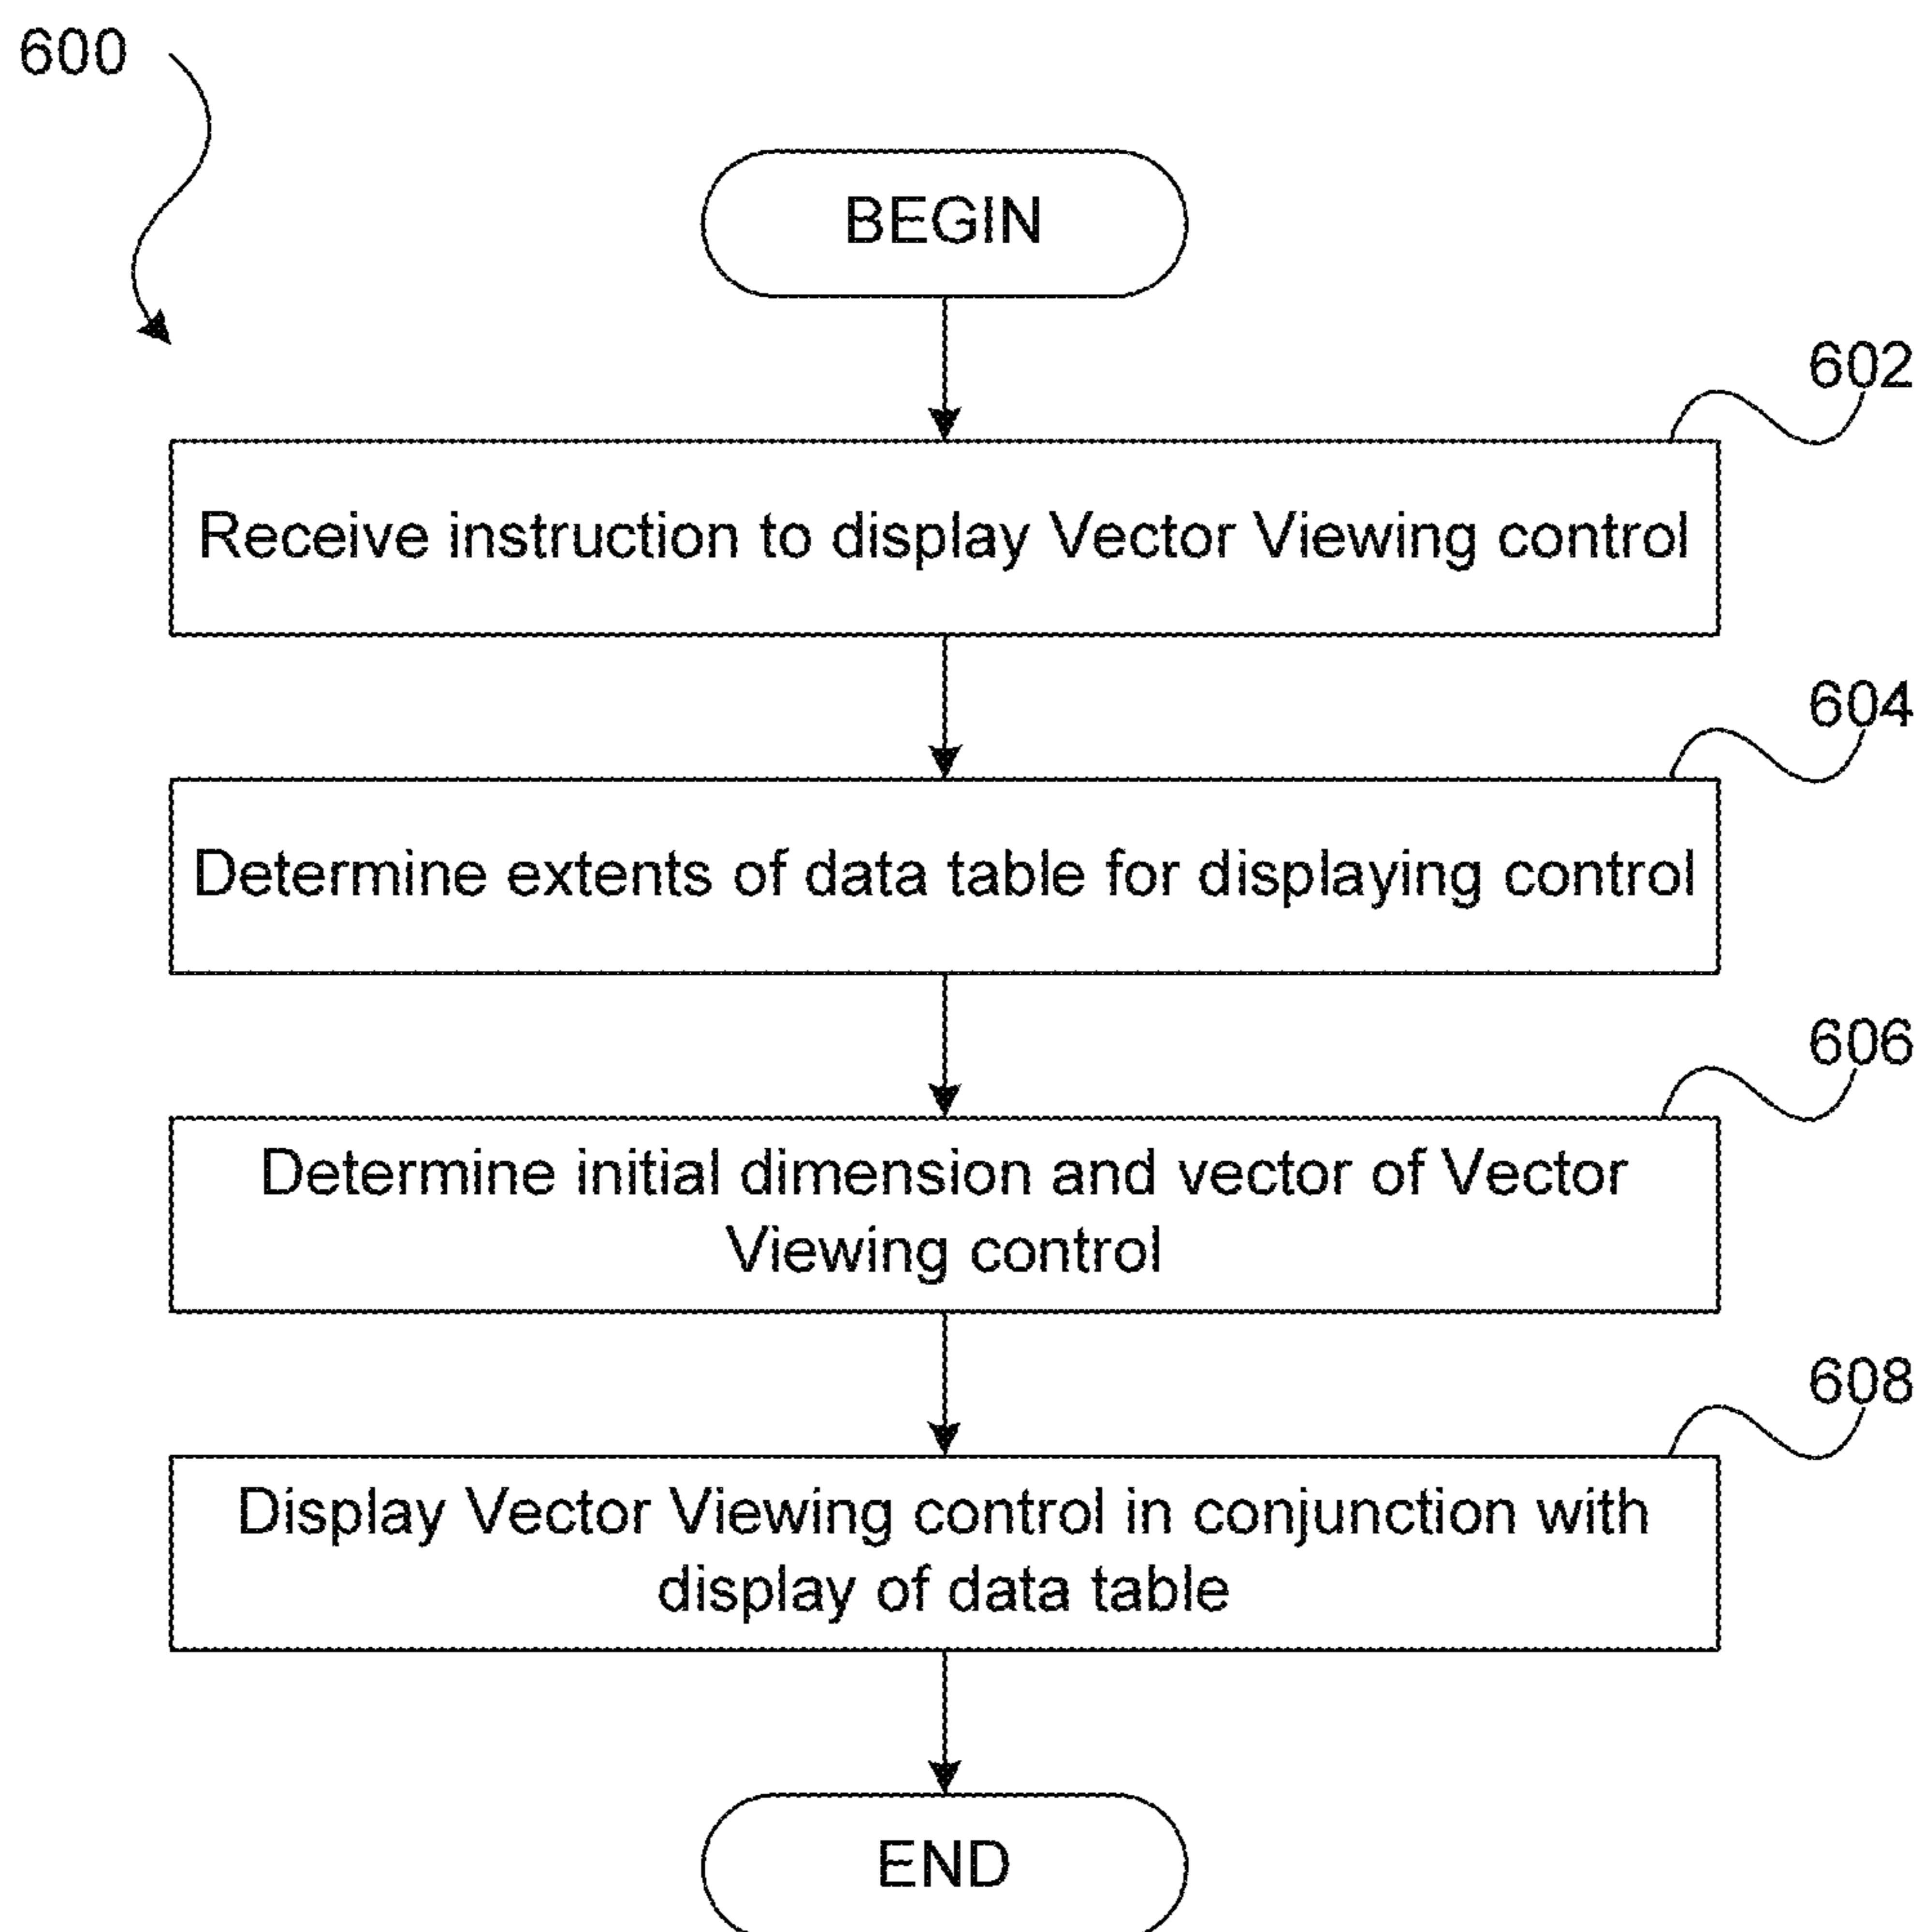 600
BEGIN
602
Receive instruction to display Vector Viewing control
604
Determine extents of data table for displaying control
606
Determine initial dimension and vector of Vector
Viewing control
608
Display Vector Viewing control in conjunction with
display of data table
END